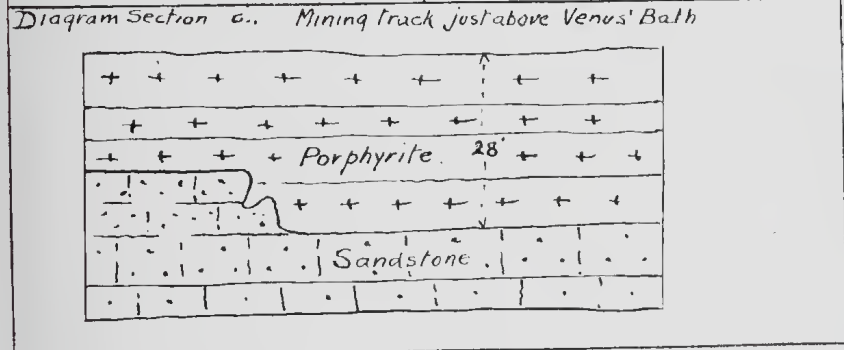 Diagram Section c.. Mining track just above Venus' Bath
Porphyrite. 28'
Sandstone.